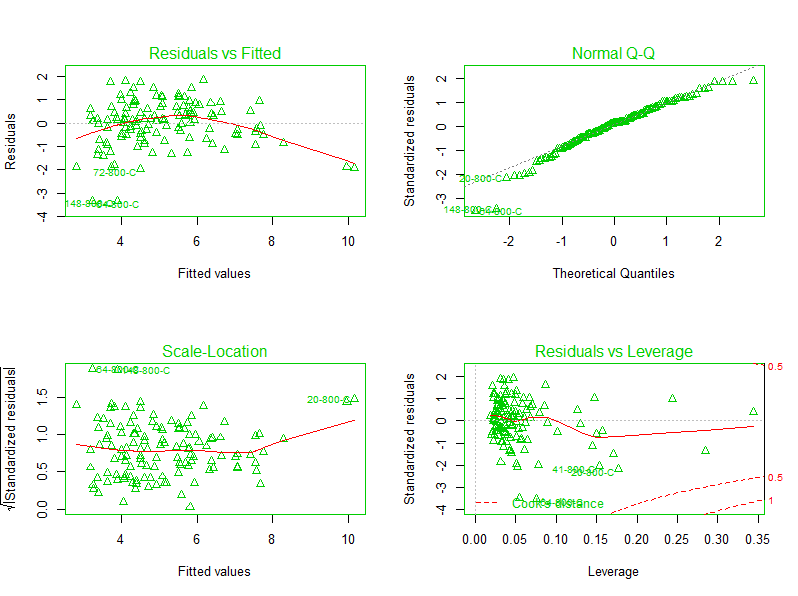 Residuals vs Fitted
Residuals
2
1
0
-1
-2
-3
-4
72-800-C
4
6
8
10
Fitted values
Normal Q-Q
Standardized residuals
2
1
0
-1
-2
-3
20-800-C
-2
-1
0
1
2
Theoretical Quantiles
Scale-Location
√|Standardized residuals|
1.5
1.0
0.5
0.0
148-800-C
20-800-C
4
6
8
10
Fitted values
Residuals vs Leverage
Standardized residuals
2
1
0
-1
-2
-3
-4
0.5
0.5
1
41-800-C
20-800-C
Cook's distance
0.00
0.05
0.10
0.15
0.20
0.25
0.30
0.35
Leverage